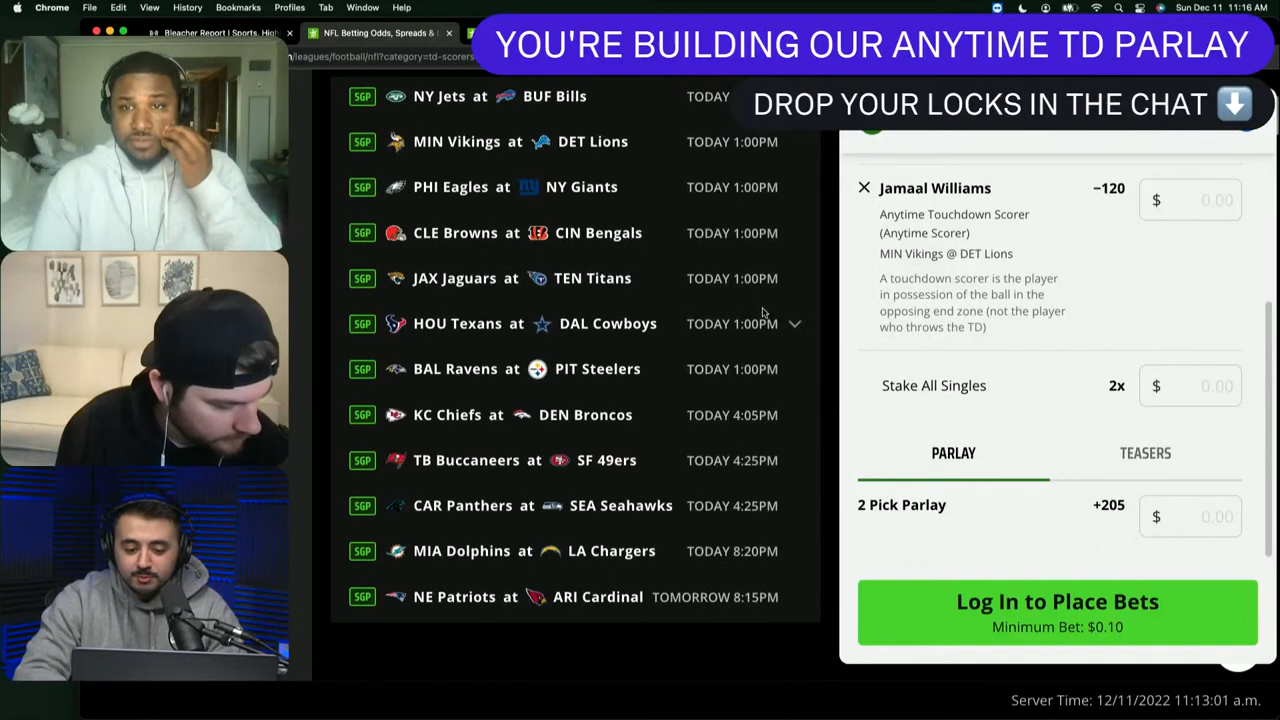 Chrome File Edit View History Bookmarks Profiles Tab Window Help
Sun Dec 11 11:16 AM
Bleacher Report | Sports, High
NFL Betting Odds, Spreads &
/leagues/football/nfl?category=td-scorers
YOU'RE BUILDING OUR ANYTIME TD PARLAY
DROP YOUR LOCKS IN THE CHAT ⬇️
SGP NY Jets at BUF Bills TODAY
SGP MIN Vikings at DET Lions TODAY 1:00PM
SGP PHI Eagles at NY Giants TODAY 1:00PM
SGP CLE Browns at CIN Bengals TODAY 1:00PM
SGP JAX Jaguars at TEN Titans TODAY 1:00PM
SGP HOU Texans at DAL Cowboys TODAY 1:00PM
SGP BAL Ravens at PIT Steelers TODAY 1:00PM
SGP KC Chiefs at DEN Broncos TODAY 4:05PM
SGP TB Buccaneers at SF 49ers TODAY 4:25PM
SGP CAR Panthers at SEA Seahawks TODAY 4:25PM
SGP MIA Dolphins at LA Chargers TODAY 8:20PM
SGP NE Patriots at ARI Cardinal TOMORROW 8:15PM
Jamaal Williams −120 $ 0.00
Anytime Touchdown Scorer
(Anytime Scorer)
MIN Vikings @ DET Lions
A touchdown scorer is the player
in possession of the ball in the
opposing end zone (not the player
who throws the TD)
Stake All Singles 2x $ 0.00
PARLAY TEASERS
2 Pick Parlay +205 $ 0.00
Log In to Place Bets
Minimum Bet: $0.10
Server Time: 12/11/2022 11:13:01 a.m.